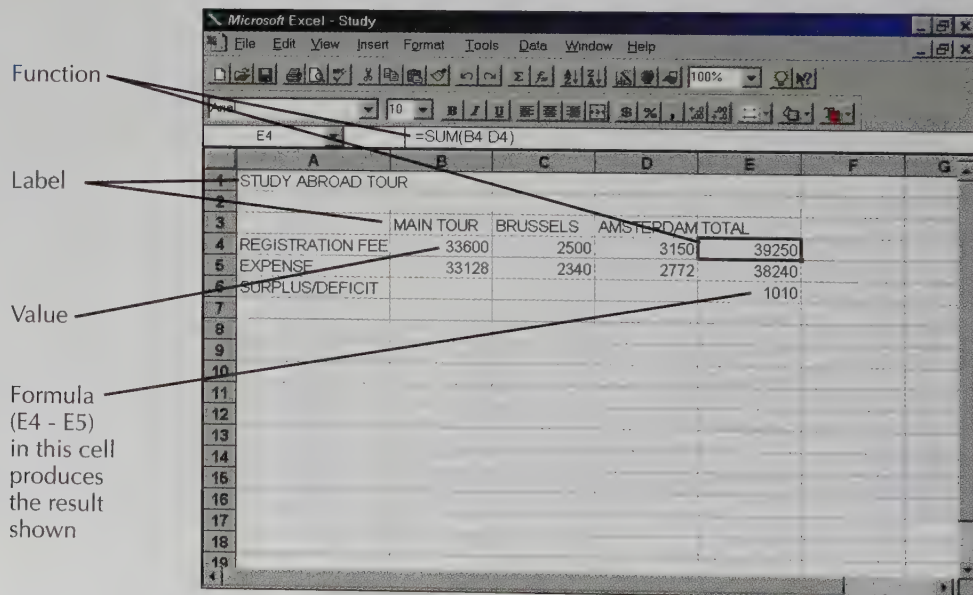 Microsoft Excel - Study
File Edit View Insert Format Tools Data Window Help
100%
10 B I U $ % ,
E4 =SUM(B4 D4)
A B C D E F G
1 STUDY ABROAD TOUR
2
3 MAIN TOUR BRUSSELS AMSTERDAM TOTAL
4 REGISTRATION FEE 33600 2500 3150 39250
5 EXPENSE 33128 2340 2772 38240
6 SURPLUS/DEFICIT 1010
7
8
9
10
11
12
13
14
15
16
17
18
19
Function
Label
Value
Formula
(E4 - E5)
in this cell
produces
the result
shown